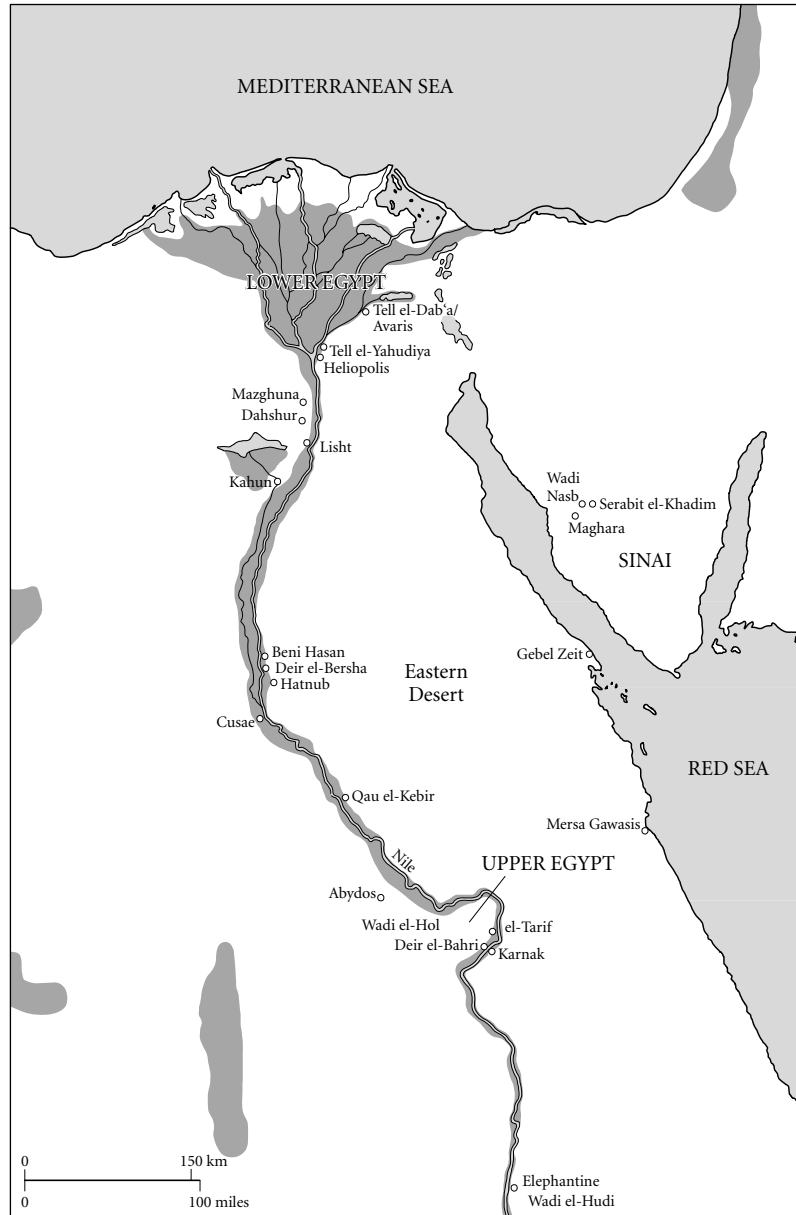 MEDITERRANEAN SEA
LOWER EGYPT
Tell el-Dab‘a/
Avaris
Tell el-Yahudiya
Heliopolis
Mazghuna
Dahshur
Lisht
Kahun
Wadi
Nasb
Serabit el-Khadim
Maghara
SINAI
Beni Hasan
Deir el-Bersha
Hatnub
Eastern
Desert
Gebel Zeit
Cusae
RED SEA
Qau el-Kebir
Mersa Gawasis
Nile
UPPER EGYPT
Abydos
Wadi el-Hol
el-Tarif
Deir el-Bahri
Karnak
0 150 km
0 100 miles
Elephantine
Wadi el-Hudi